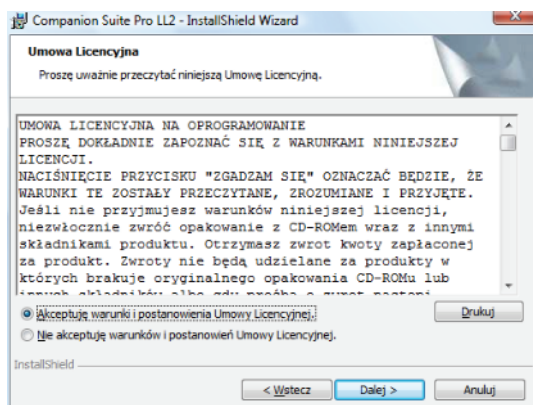 Companion Suite Pro LL2 - InstallShield Wizard
Umowa Licencyjna
Proszę uważnie przeczytać niniejszą Umowę Licencyjną.
UMOWA LICENCYJNA NA OPROGRAMOWANIE
PROSZĘ DOKŁADNIE ZAPOZNAĆ SIĘ Z WARUNKAMI NINIEJSZEJ
LICENCJI.
NACIŚNIĘCIE PRZYCISKU "ZGADZAM SIĘ" OZNACZAĆ BĘDZIE, ŻE
WARUNKI TE ZOSTAŁY PRZECZYTANE, ZROZUMIANE I PRZYJĘTE.
Jeśli nie przyjmujesz warunków niniejszej licencji,
niezwłocznie zwróć opakowanie z CD-ROMem wraz z innymi
składnikami produktu. Otrzymasz zwrot kwoty zapłaconej
za produkt. Zwroty nie będą udzielane za produkty w
których brakuje oryginalnego opakowania CD-ROMu lub
Akceptuję warunki i postanowienia Umowy Licencyjnej.
Drukuj
Nie akceptuję warunków i postanowień Umowy Licencyjnej.
InstallShield
< Wstecz
Dalej >
Anuluj